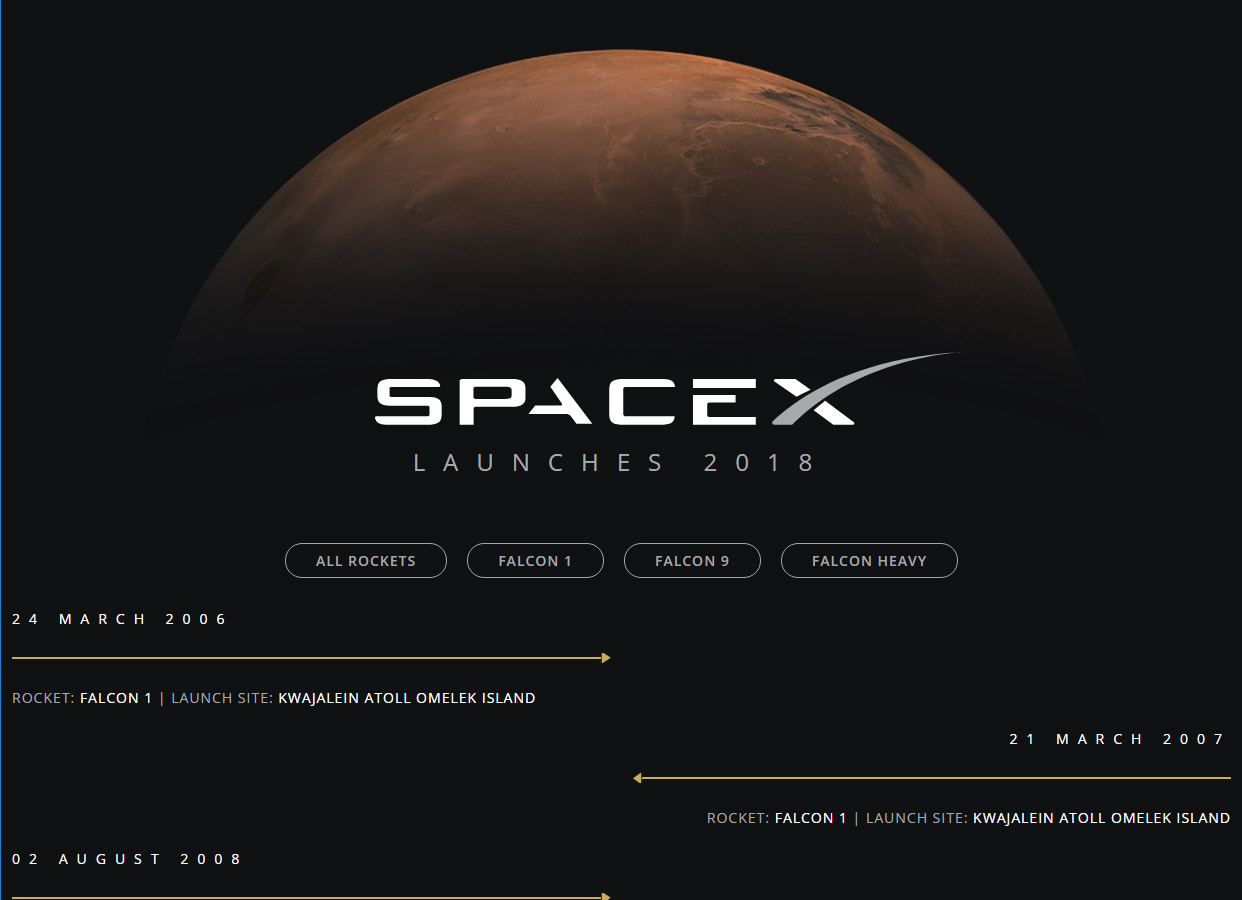 SPACEX
LAUNCHES 2018
ALL ROCKETS
FALCON 1
FALCON 9
FALCON HEAVY
24 MARCH 2006
ROCKET: FALCON 1 | LAUNCH SITE: KWAJALEIN ATOLL OMELEK ISLAND
21 MARCH 2007
ROCKET: FALCON 1 | LAUNCH SITE: KWAJALEIN ATOLL OMELEK ISLAND
02 AUGUST 2008